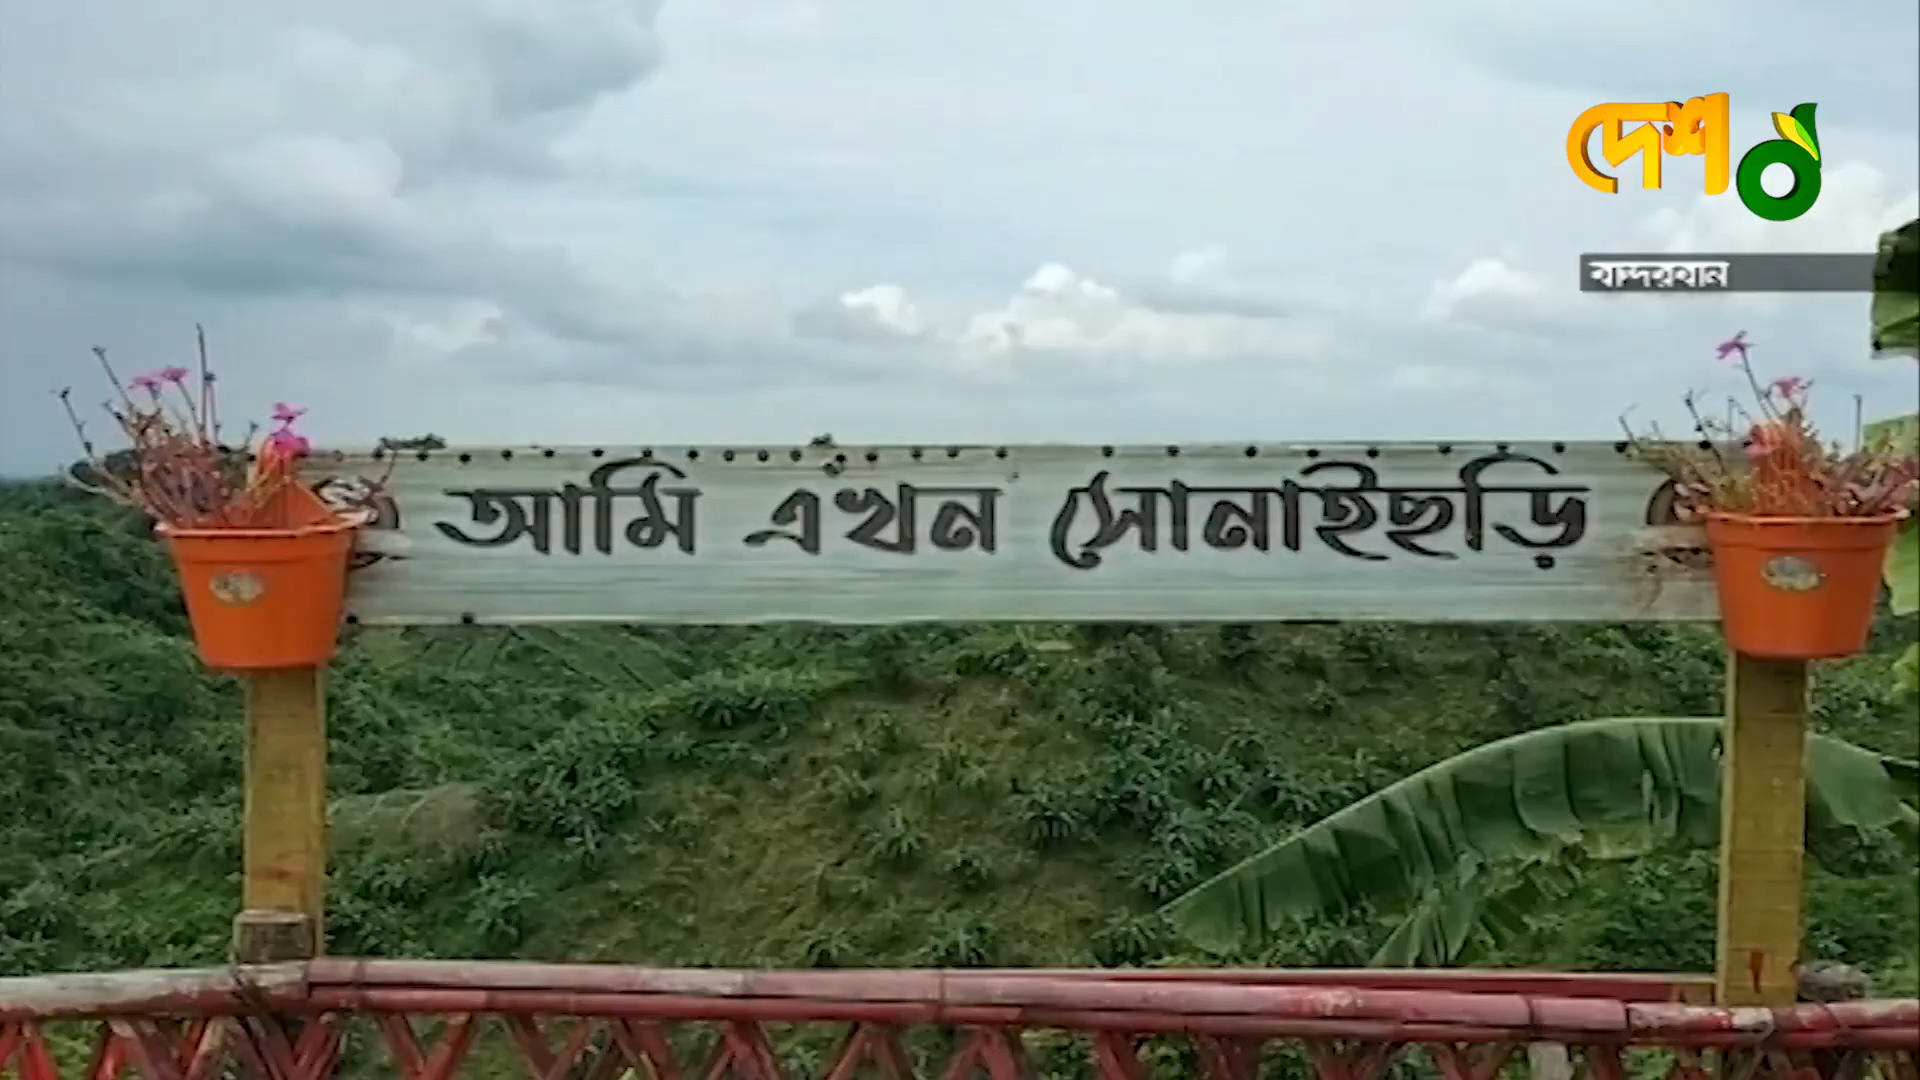 দেশ
বান্দরবান
আমি এখন সোনাইছড়ি